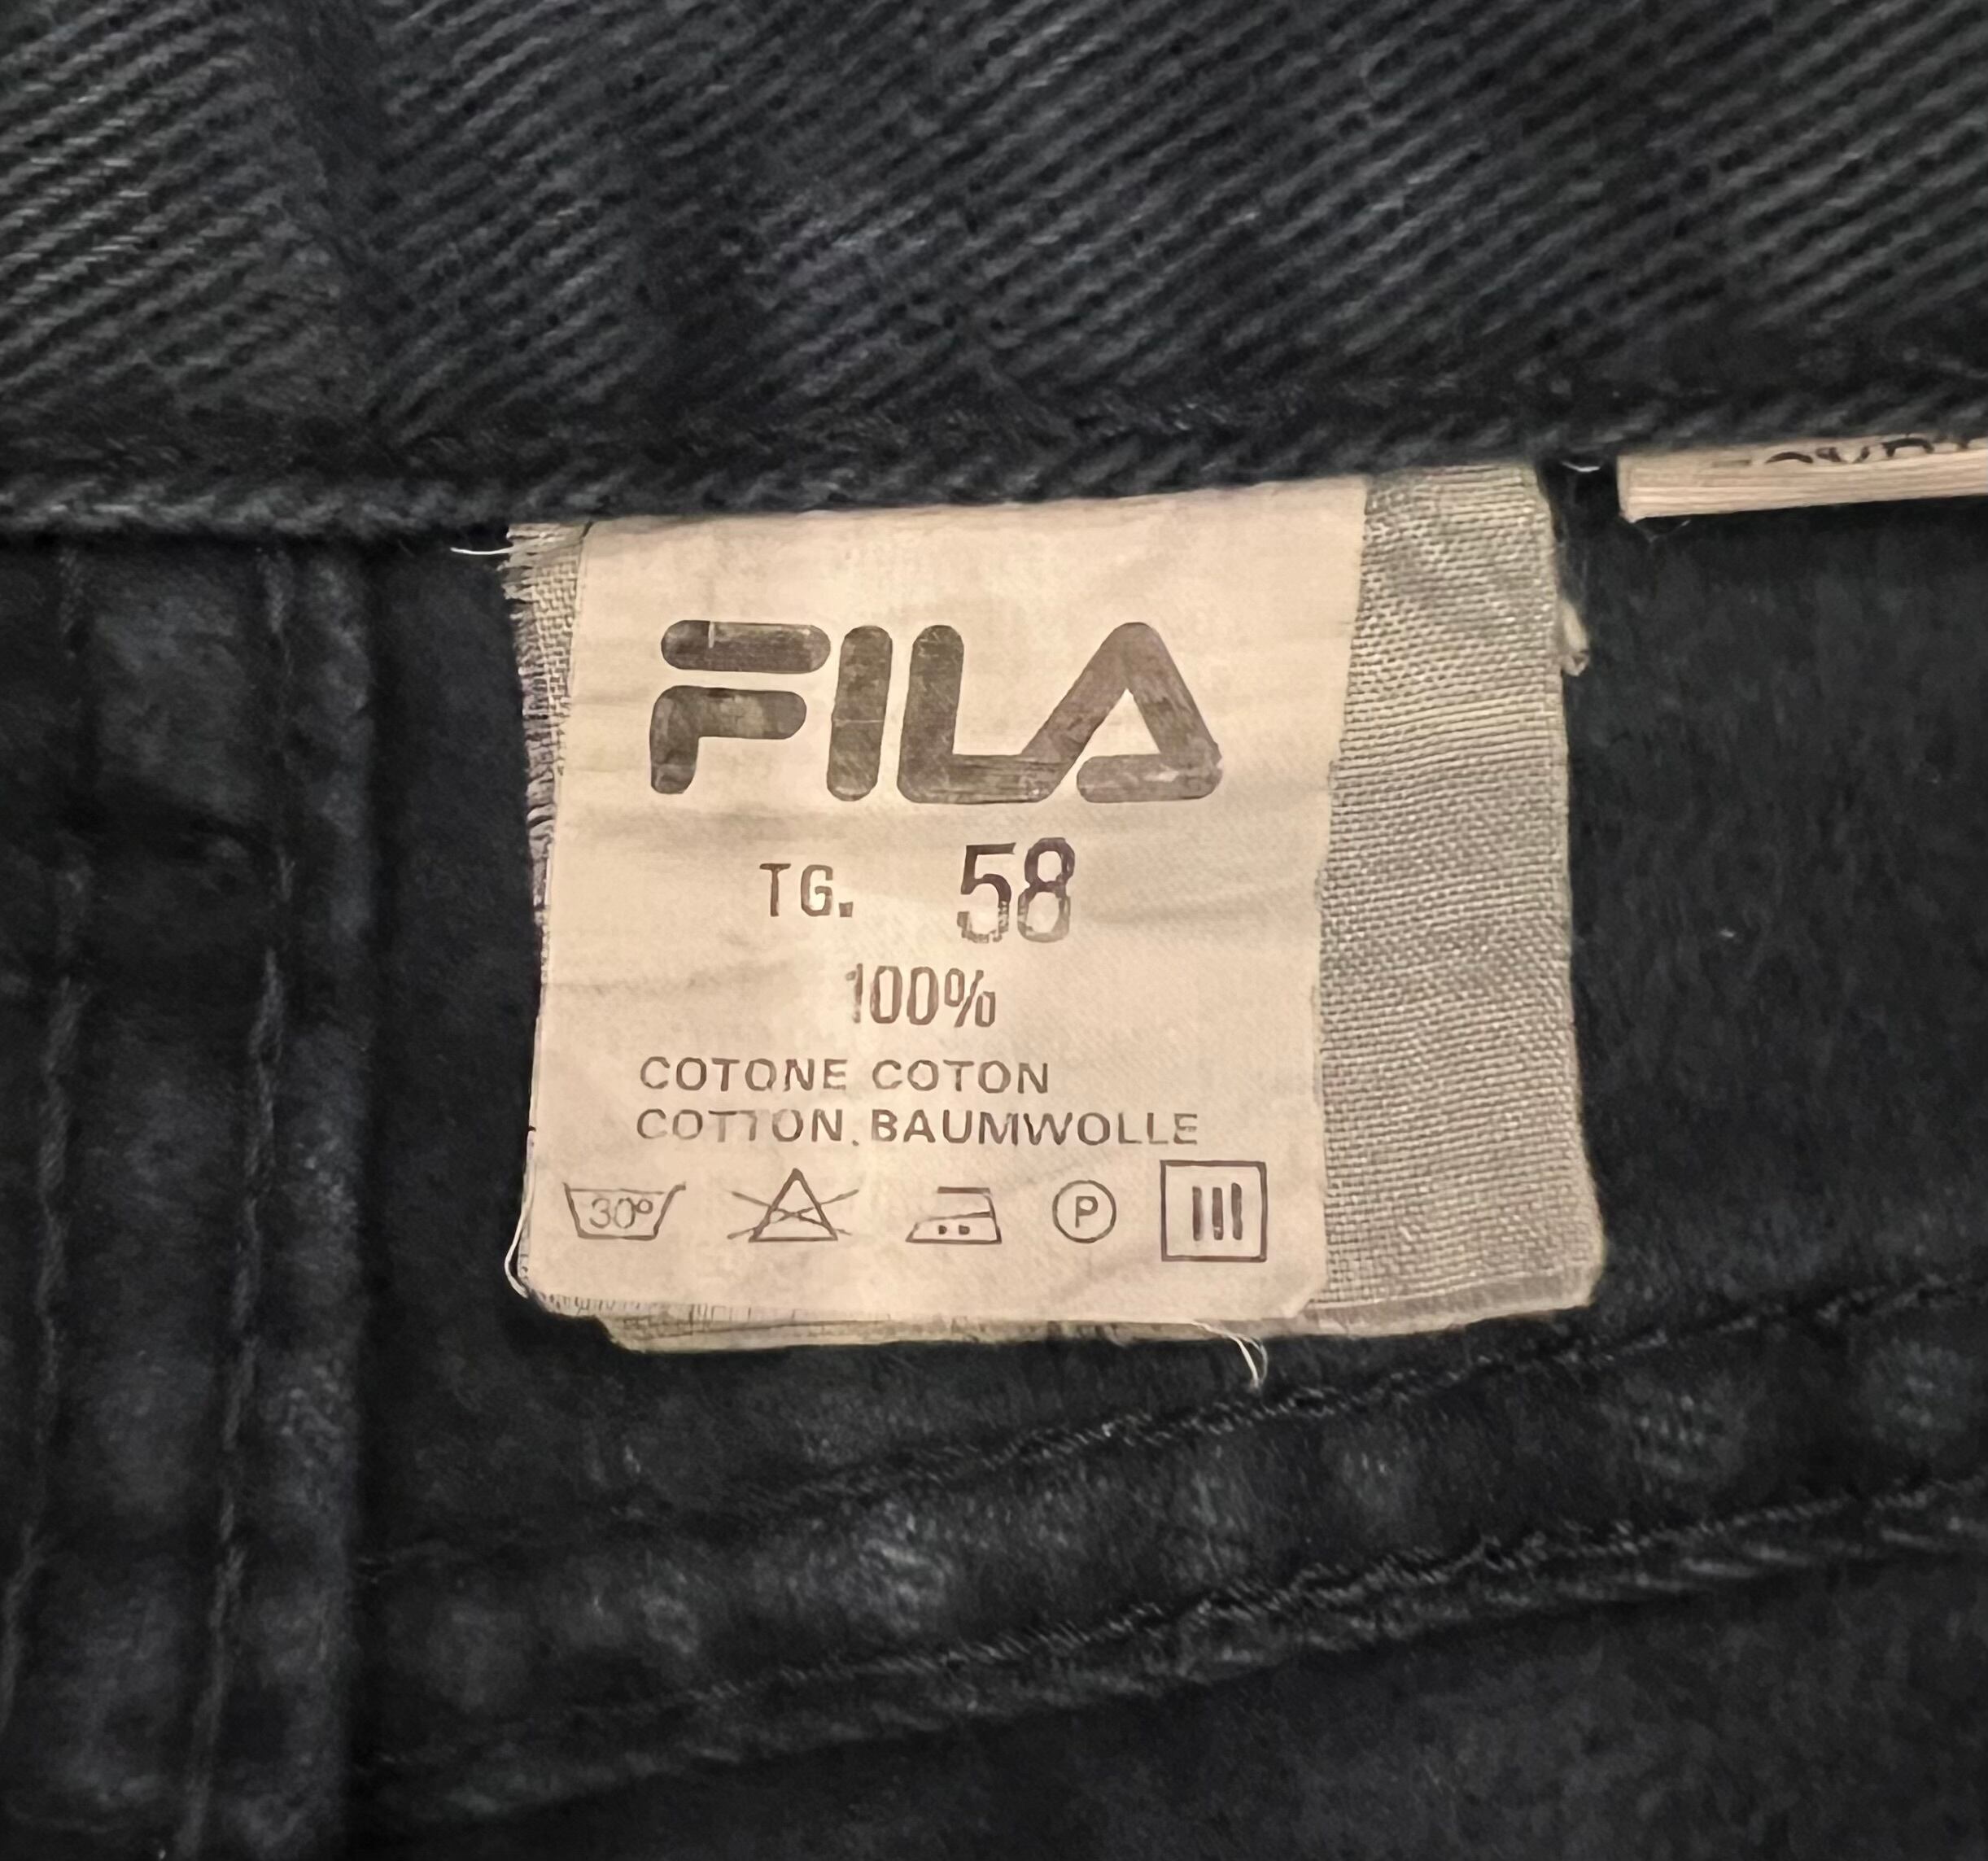 FILA
TG. 58
100%
COTONE COTON
COTTON BAUMWOLLE
30° P